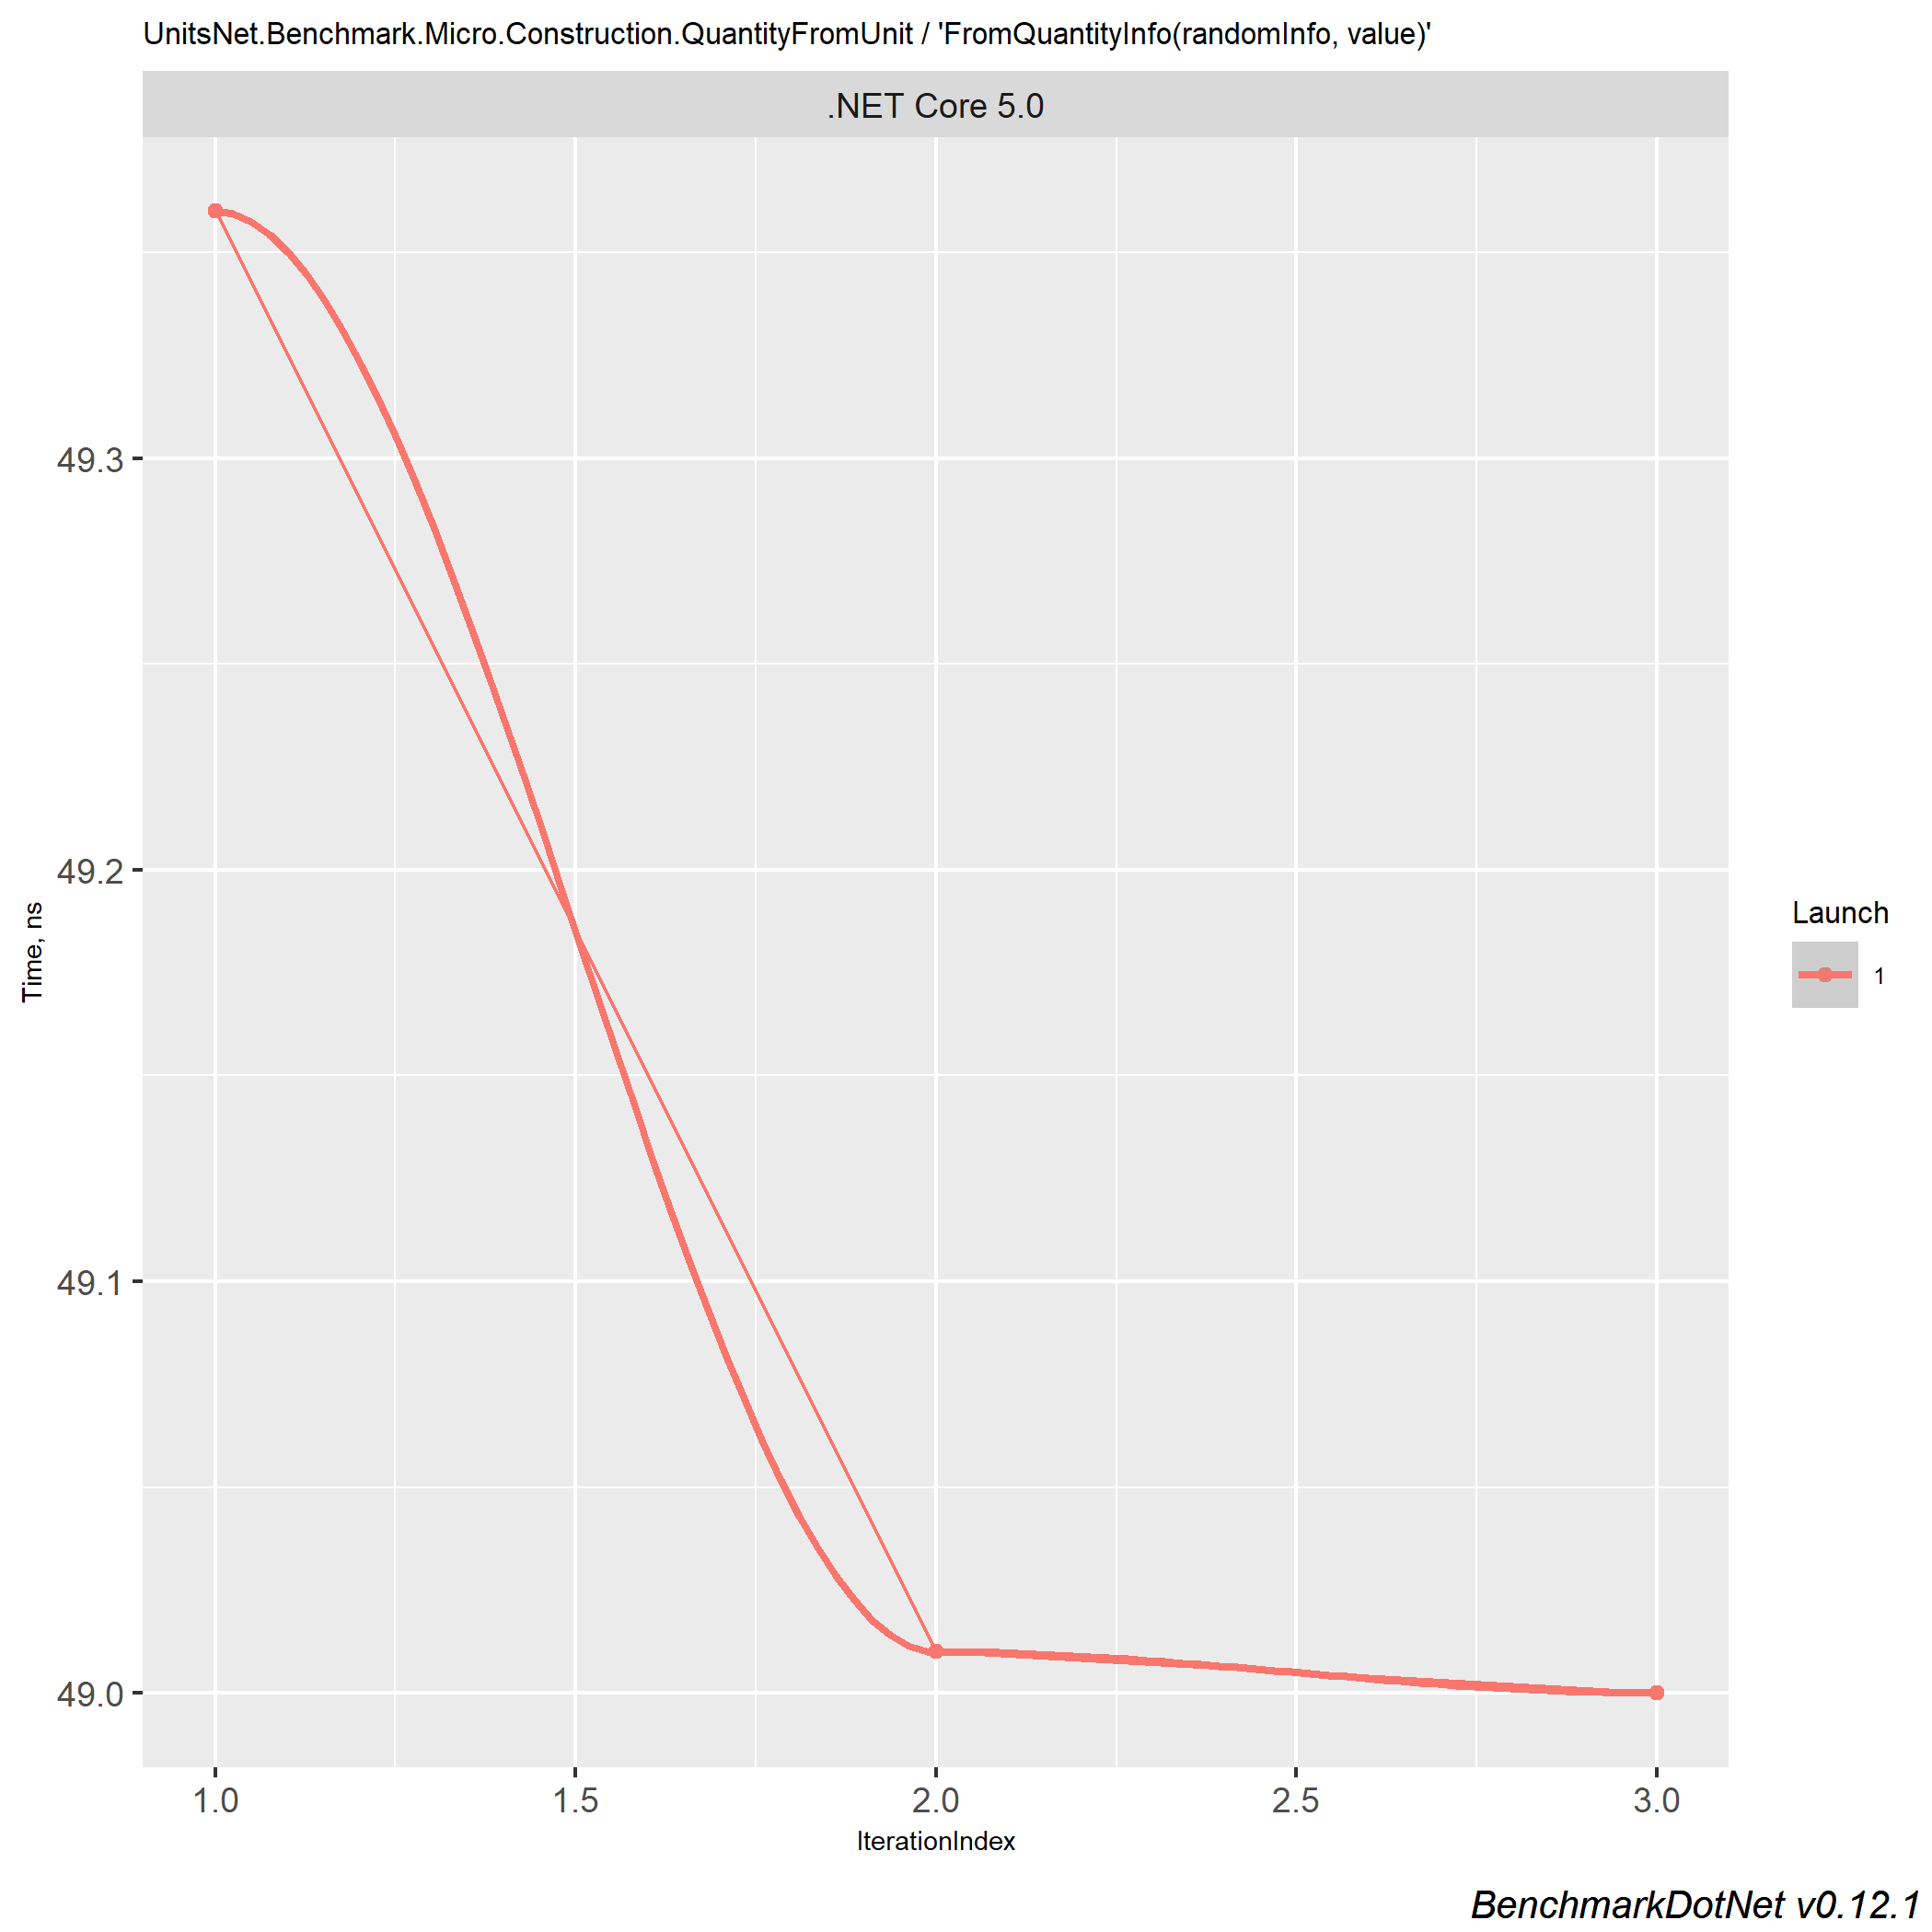 UnitsNet.Benchmark.Micro.Construction.QuantityFromUnit / 'FromQuantityInfo(randomInfo, value)'
.NET Core 5.0
49.3
49.2
49.1
49.0
Time, ns
1.0 1.5 2.0 2.5 3.0
IterationIndex
Launch
1
BenchmarkDotNet v0.12.1